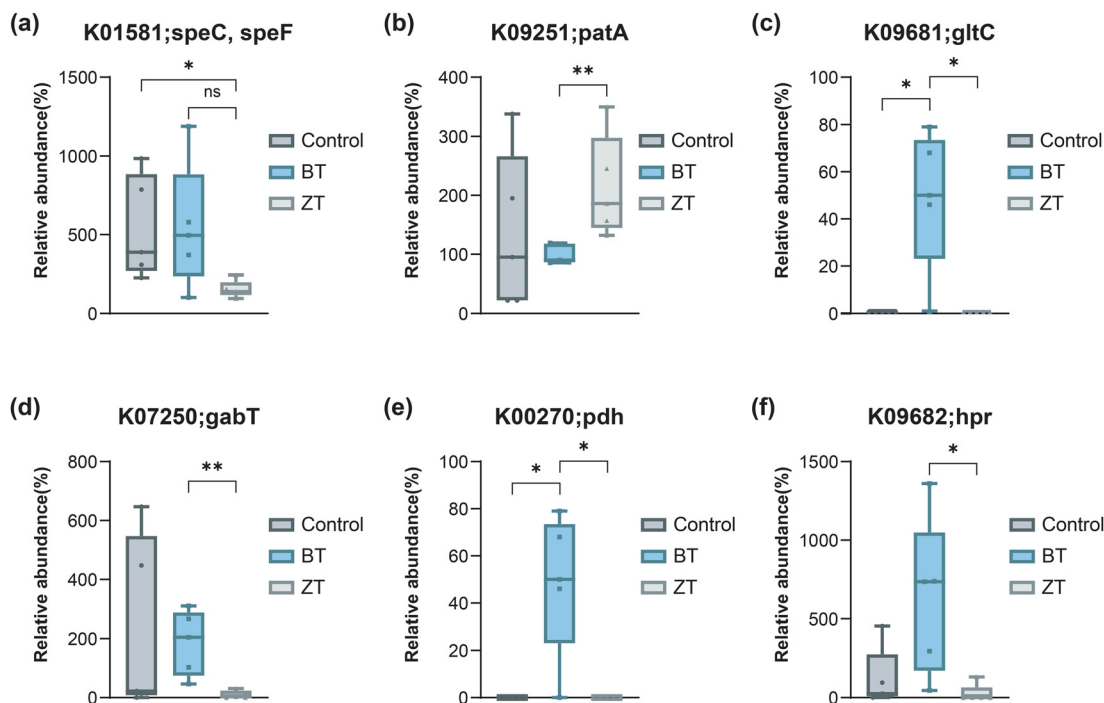 (a)
K01581;speC, speF
Relative abundance(%)
1500
1000
500
0
*
ns
Control
BT
ZT
(b)
K09251;patA
Relative abundance(%)
400
300
200
100
0
**
Control
BT
ZT
(c)
K09681;gltC
Relative abundance(%)
100
80
60
40
20
0
*
*
Control
BT
ZT
(d)
K07250;gabT
Relative abundance(%)
800
600
400
200
0
**
Control
BT
ZT
(e)
K00270;pdh
Relative abundance(%)
100
80
60
40
20
0
*
*
Control
BT
ZT
(f)
K09682;hpr
Relative abundance(%)
1500
1000
500
0
*
Control
BT
ZT